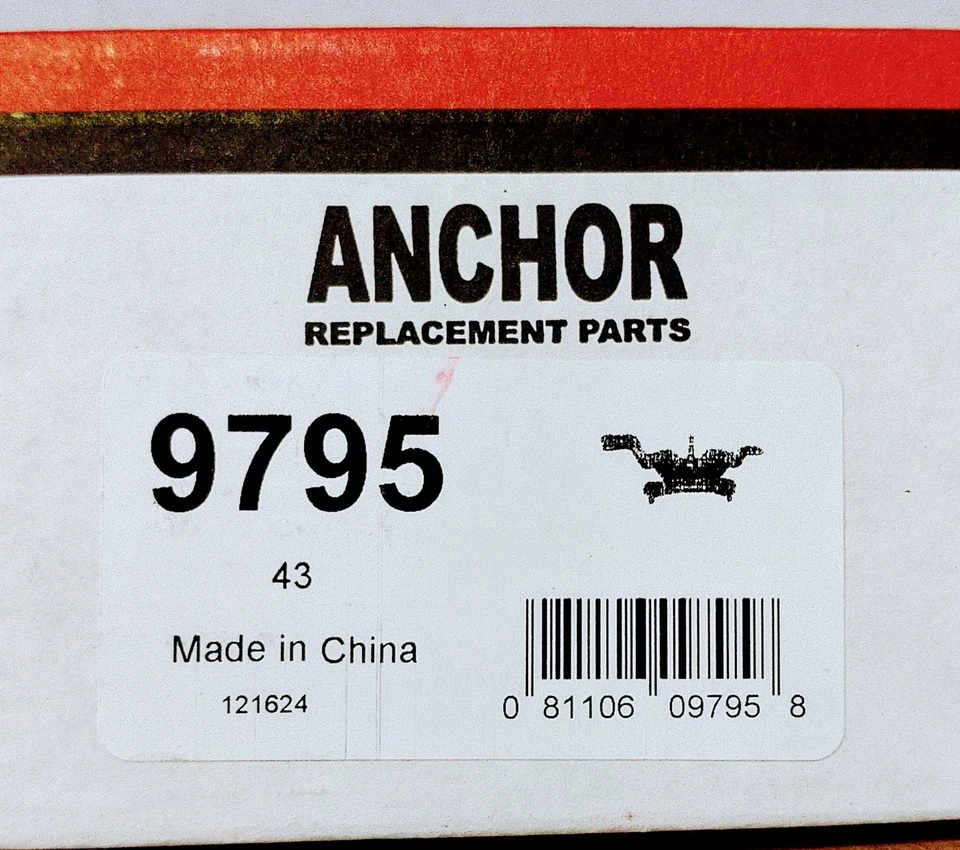 ANCHOR
REPLACEMENT PARTS
9795
43
Made in China
121624
0 81106 09795 8